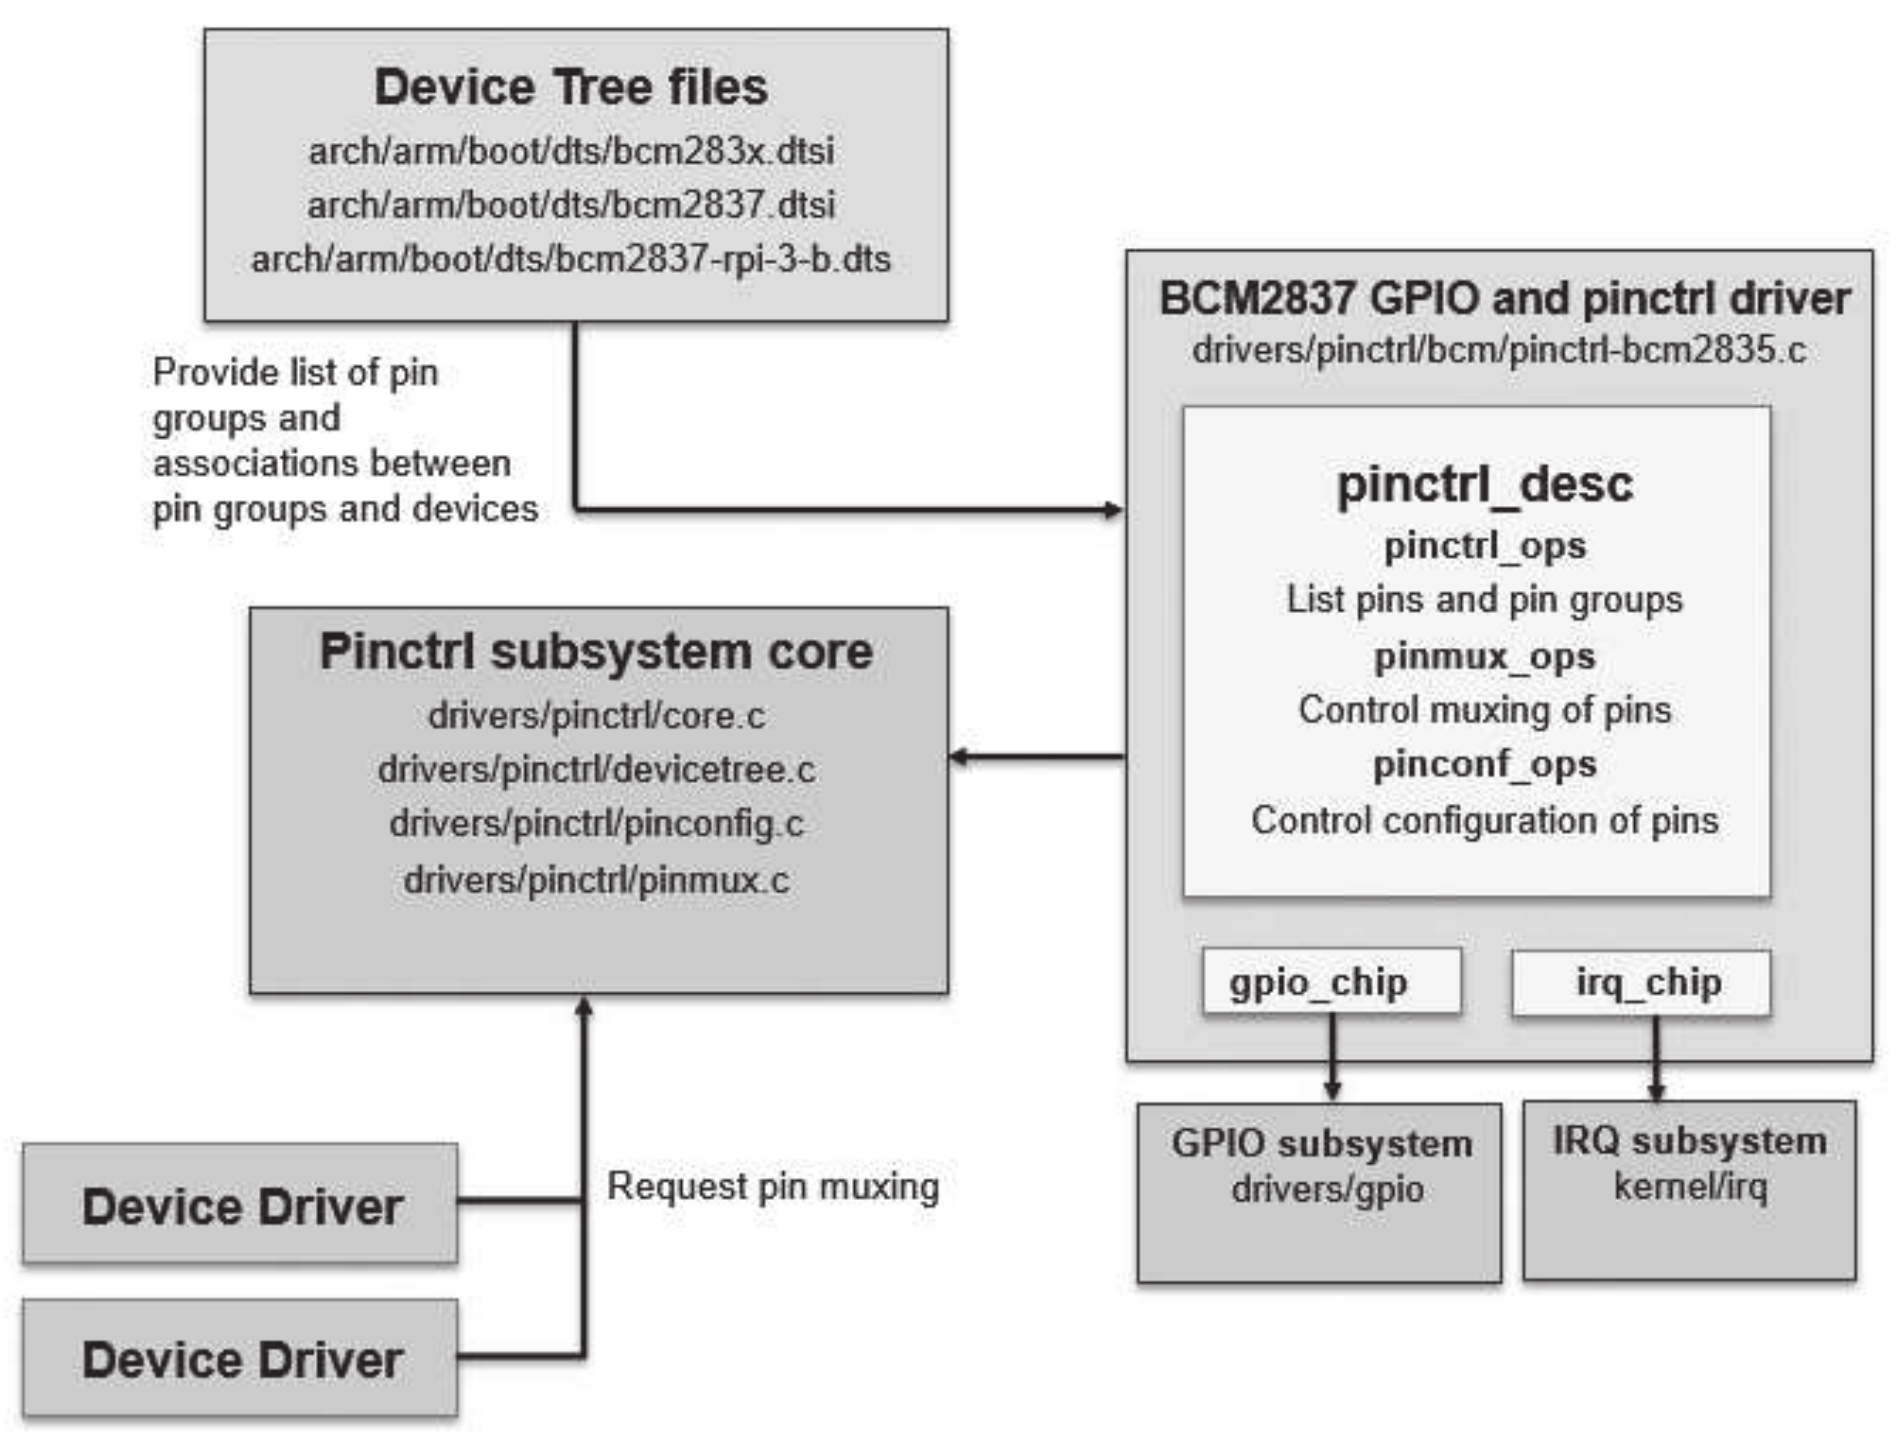 Device Tree files
arch/arm/boot/dts/bcm283x.dtsi
arch/arm/boot/dts/bcm2837.dtsi
arch/arm/boot/dts/bcm2837-rpi-3-b.dts
Provide list of pin
groups and
associations between
pin groups and devices
BCM2837 GPIO and pinctrl driver
drivers/pinctrl/bcm/pinctrl-bcm2835.c
pinctrl_desc
pinctrl_ops
List pins and pin groups
pinmux_ops
Control muxing of pins
pinconf_ops
Control configuration of pins
gpio_chip
irq_chip
Pinctrl subsystem core
drivers/pinctrl/core.c
drivers/pinctrl/devicetree.c
drivers/pinctrl/pinconfig.c
drivers/pinctrl/pinmux.c
GPIO subsystem
drivers/gpio
IRQ subsystem
kernel/irq
Device Driver
Request pin muxing
Device Driver